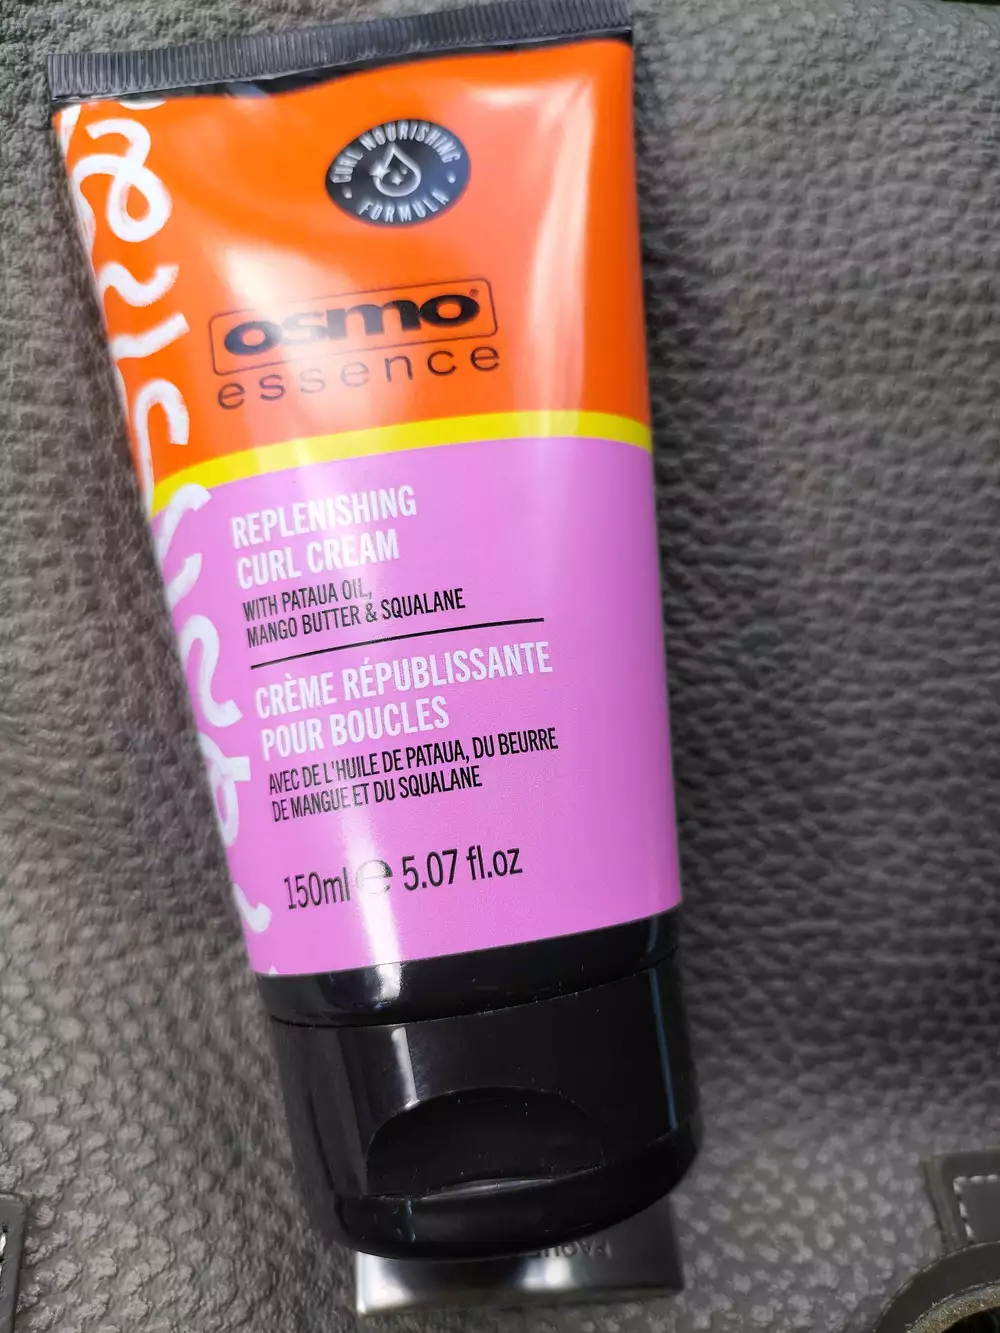 CURL NOURISHING
FORMULA
osmo®
essence
REPLENISHING
CURL CREAM
WITH PATAUA OIL,
MANGO BUTTER & SQUALANE
CRÈME RÉPUBLISSANTE
POUR BOUCLES
AVEC DE L'HUILE DE PATAUA, DU BEURRE
DE MANGUE ET DU SQUALANE
150ml e 5.07 fl.oz